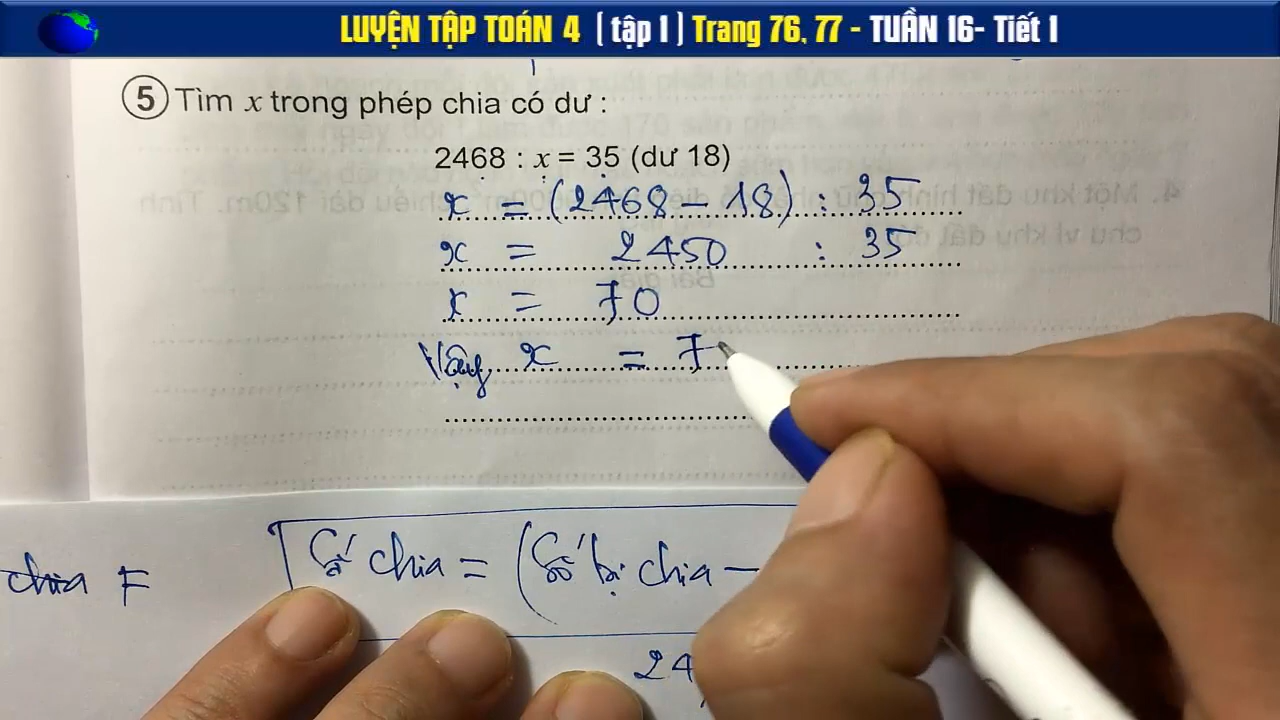 LUYỆN TẬP TOÁN 4 ( tập 1 ) Trang 76, 77 - TUẦN 16- Tiết 1
5 Tìm x trong phép chia có dư :
2468 : x = 35 (dư 18)
x = (2468 - 18) : 35
x = 2450 : 35
x = 70
Vậy x = 7
chia =
Số chia = (Số bị chia -
24